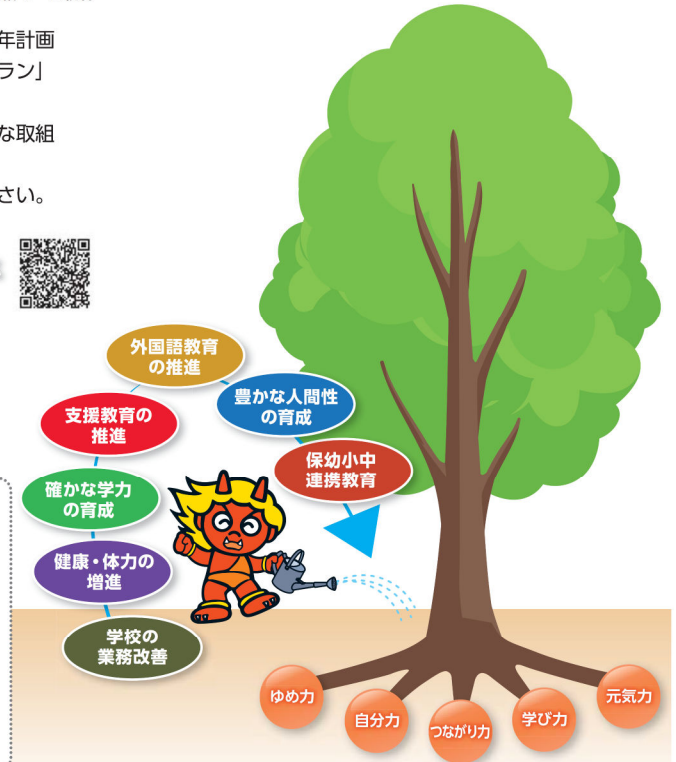 年計画
ラン」
な取組
さい。
外国語教育
の推進
豊かな人間性
の育成
支援教育の
推進
保幼小中
連携教育
確かな学力
の育成
健康・体力の
増進
学校の
業務改善
ゆめ力
自分力
つながり力
学び力
元気力